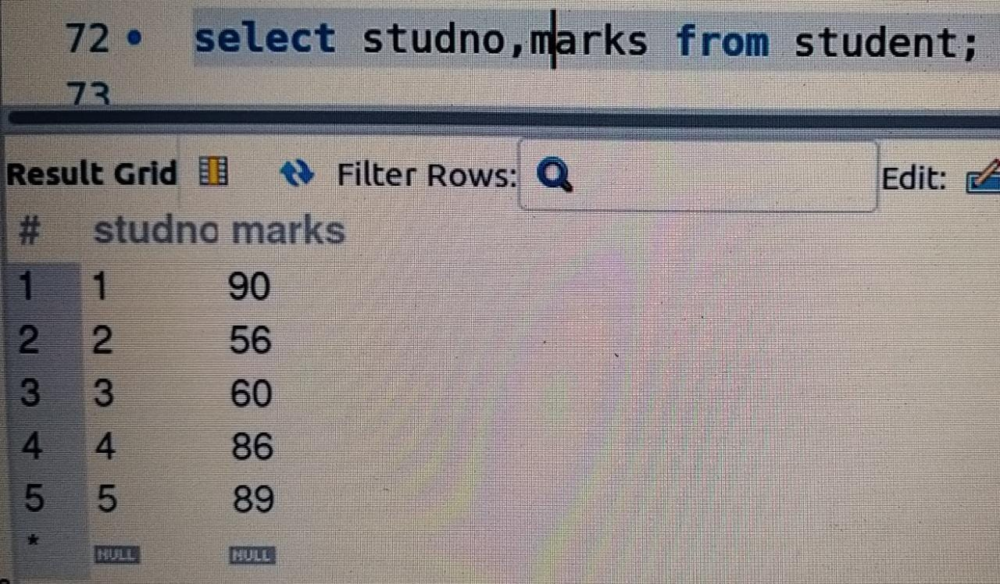 72 select studno,marks from student;
73
Result Grid Filter Rows: Edit:
# studno marks
1 1 90
2 2 56
3 3 60
4 4 86
5 5 89
* NULL NULL